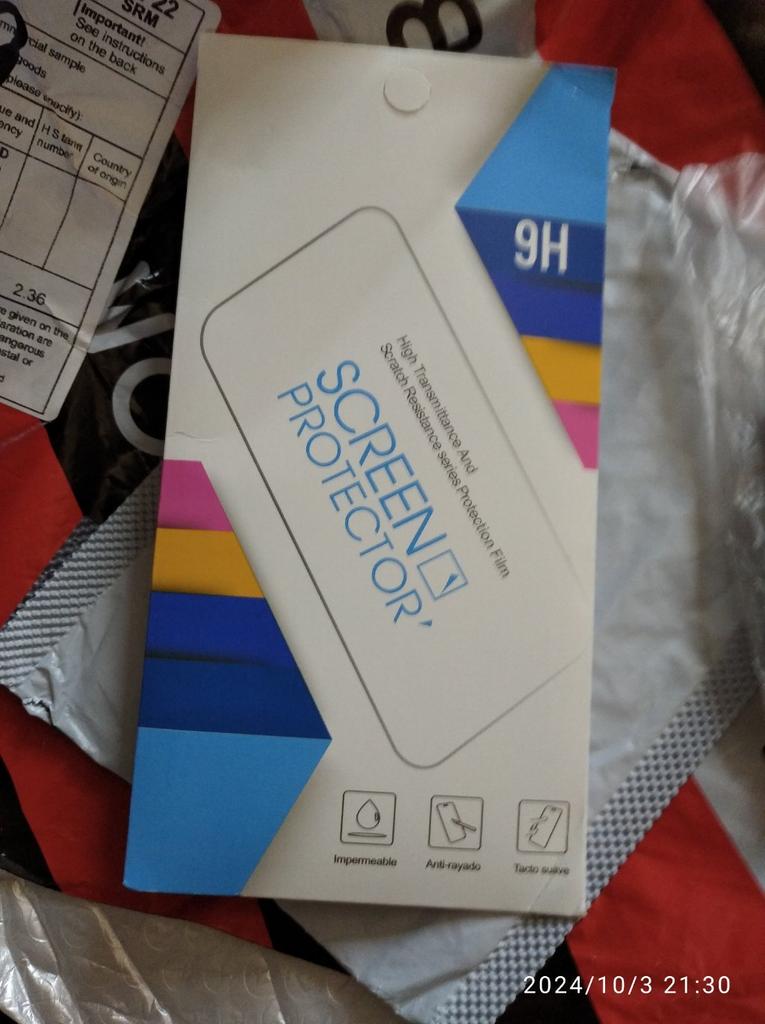 22
SRM
Important!
See instructions
on the back
cial sample
goods
please specify):
ue and
ency
H S tariff
number
Country
of origin
D
2.36
e given on the
aration are
angerous
ostal or
d
B
9H
High Transmittance And
Scratch Resistance series Protection Film
SCREEN
PROTECTOR'
Impermeable
Anti-rayado
Tacto suave
2024/10/3 21:30